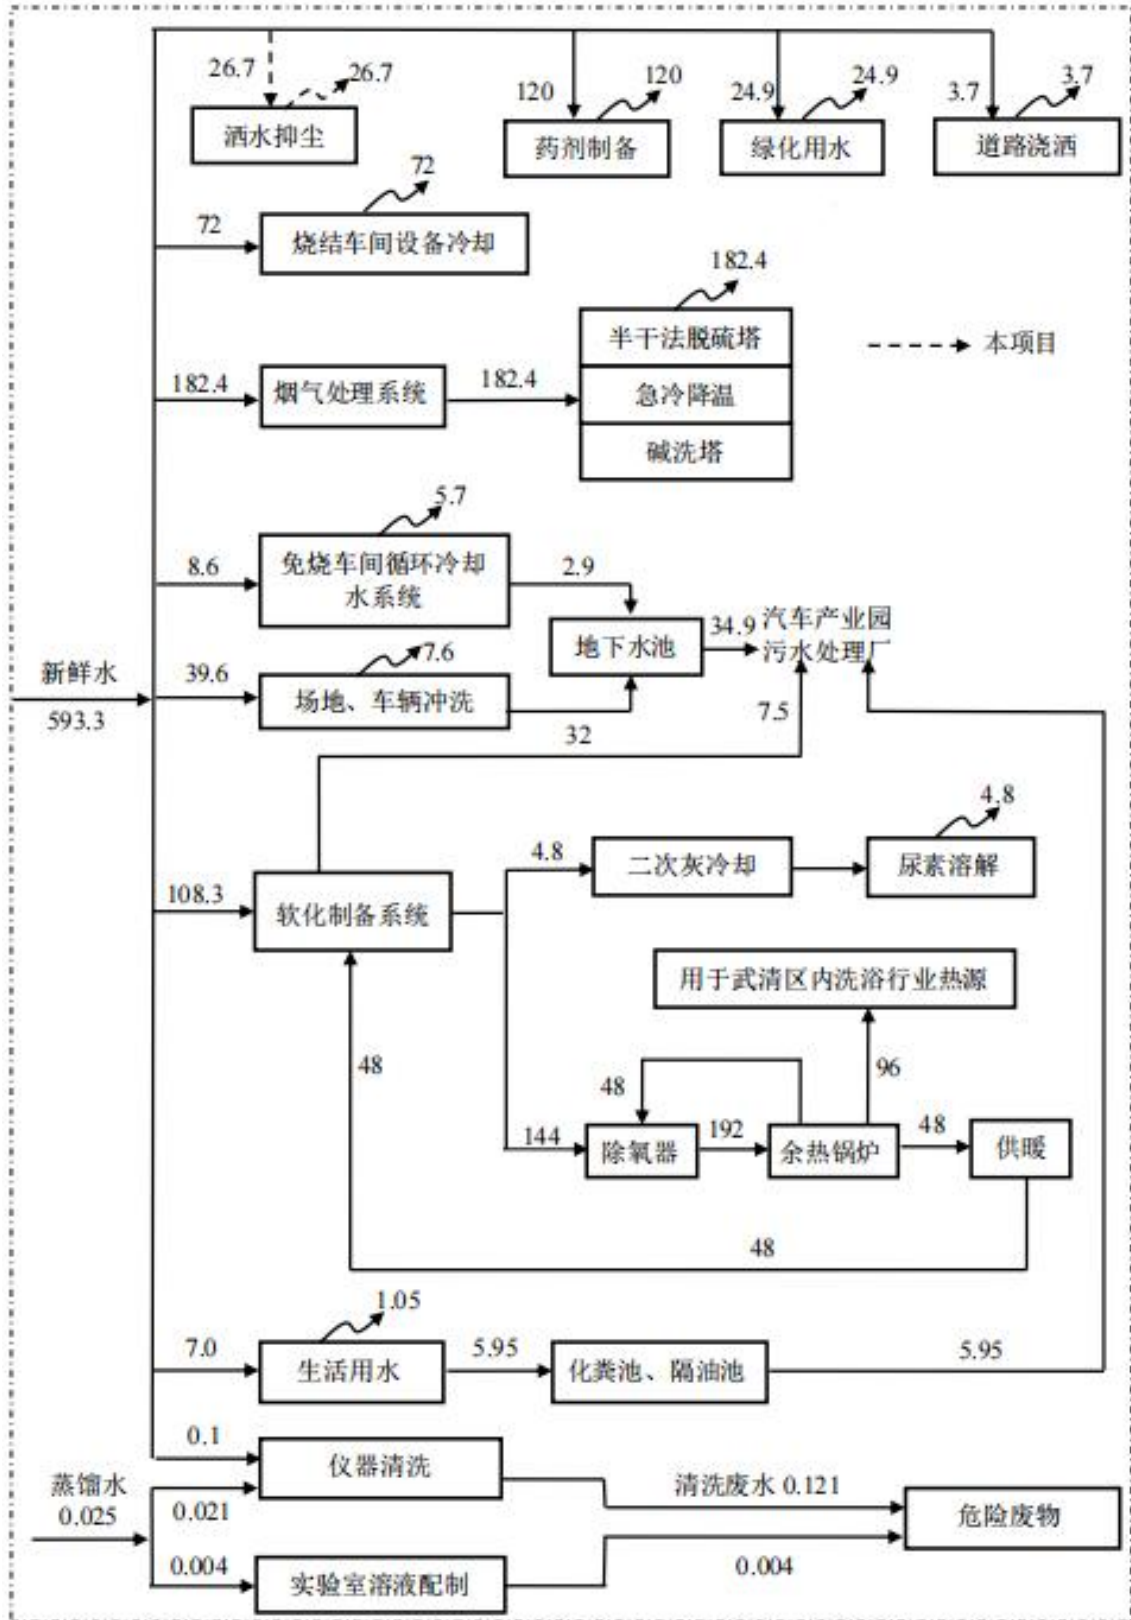 26.7
26.7
洒水抑尘
120
120
药剂制备
24.9
24.9
绿化用水
3.7
3.7
道路浇洒
72
72
烧结车间设备冷却
182.4
半干法脱硫塔
急冷降温
碱洗塔
本项目
182.4
烟气处理系统
182.4
5.7
8.6
免烧车间循环冷却
水系统
2.9
地下水池
34.9
汽车产业园
污水处理厂
新鲜水
593.3
39.6
7.6
场地、车辆冲洗
32
7.5
108.3
软化制备系统
4.8
二次灰冷却
4.8
尿素溶解
用于武清区内洗浴行业热源
48
48
96
144
除氧器
192
余热锅炉
48
供暖
48
7.0
1.05
生活用水
5.95
化粪池、隔油池
5.95
0.1
仪器清洗
蒸馏水
0.025
0.021
清洗废水 0.121
危险废物
0.004
实验室溶液配制
0.004